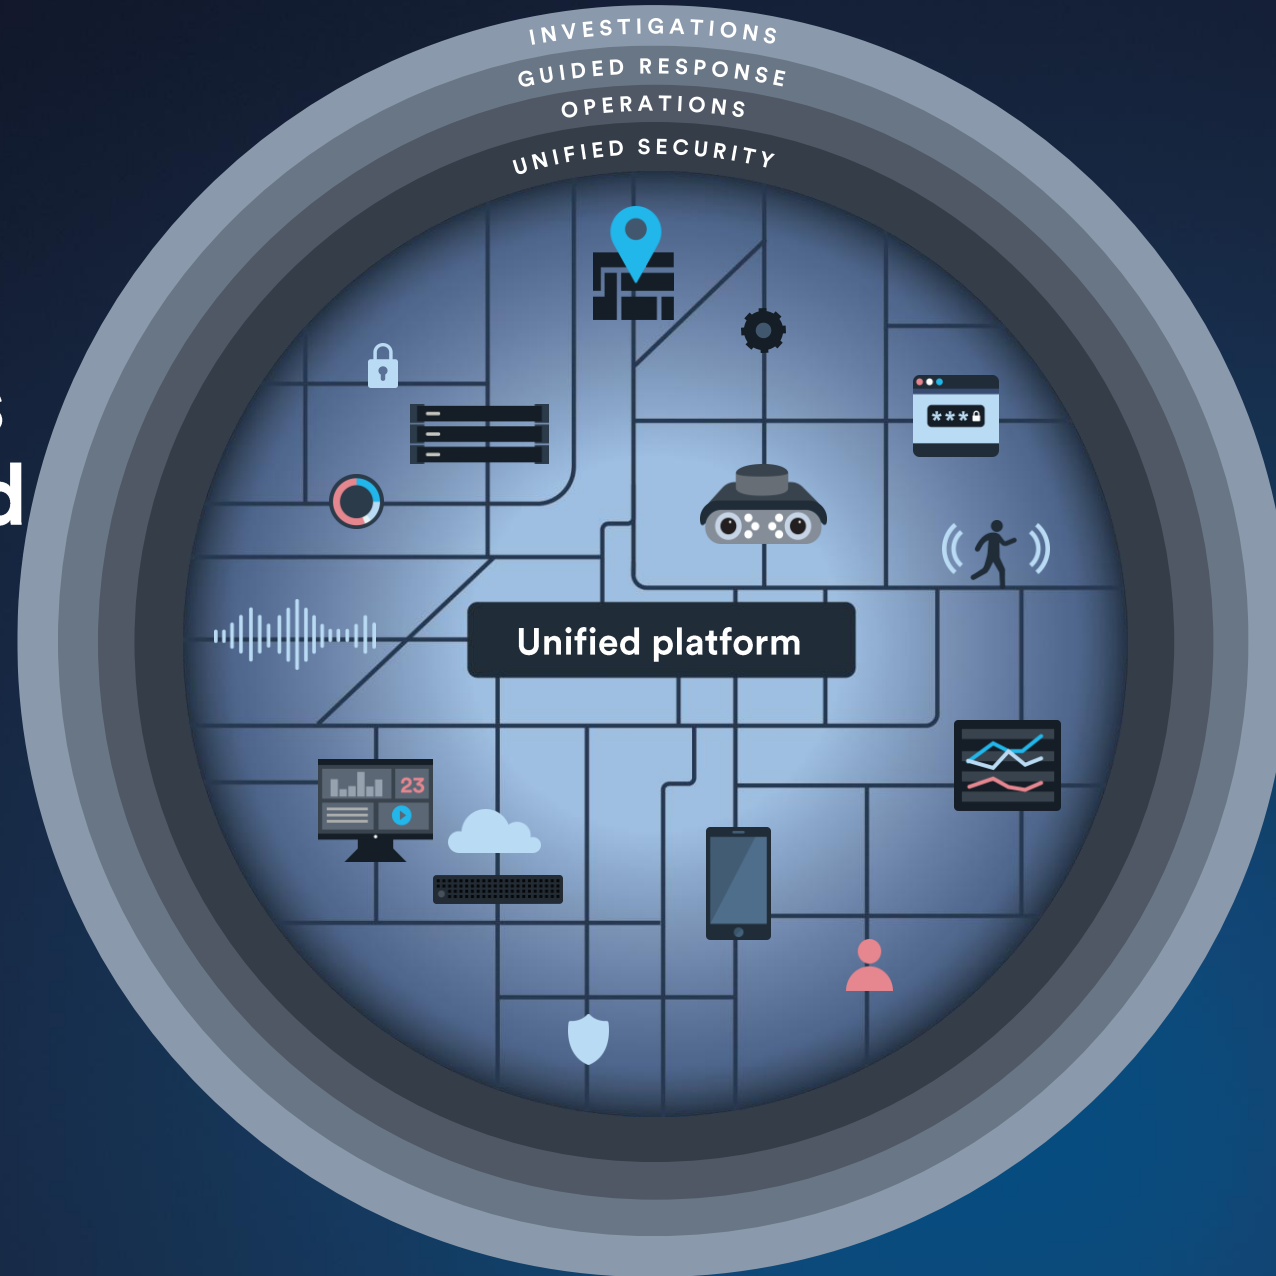 INVESTIGATIONS
GUIDED RESPONSE
OPERATIONS
UNIFIED SECURITY
***
Unified platform
23